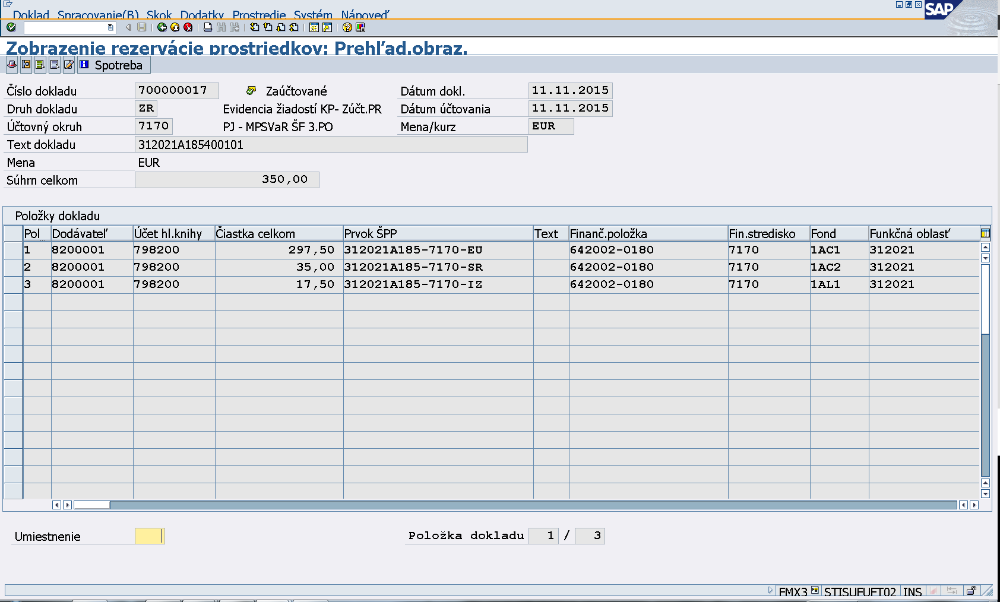 Doklad Spracovanie(B) Skok Dodatky Prostredie Systém Nápoveď
SAP
Zobrazenie rezervácie prostriedkov: Prehľad.obraz.
Spotreba
Číslo dokladu 700000017 Zaúčtované Dátum dokl. 11.11.2015
Druh dokladu ZR Evidencia žiadostí KP- Zúčt.PR Dátum účtovania 11.11.2015
Účtovný okruh 7170 PJ - MPSVaR ŠF 3.PO Mena/kurz EUR
Text dokladu 312021A185400101
Mena EUR
Súhrn celkom 350,00
Položky dokladu
Pol... Dodávateľ Účet hl.knihy Čiastka celkom Prvok ŠPP Text Finanč.položka Fin.stredisko Fond Funkčná oblasť
1 8200001 798200 297,50 312021A185-7170-EU 642002-0180 7170 1AC1 312021
2 8200001 798200 35,00 312021A185-7170-SR 642002-0180 7170 1AC2 312021
3 8200001 798200 17,50 312021A185-7170-IZ 642002-0180 7170 1AL1 312021
Umiestnenie Položka dokladu 1 / 3
FMX3 STISUFUFT02 INS